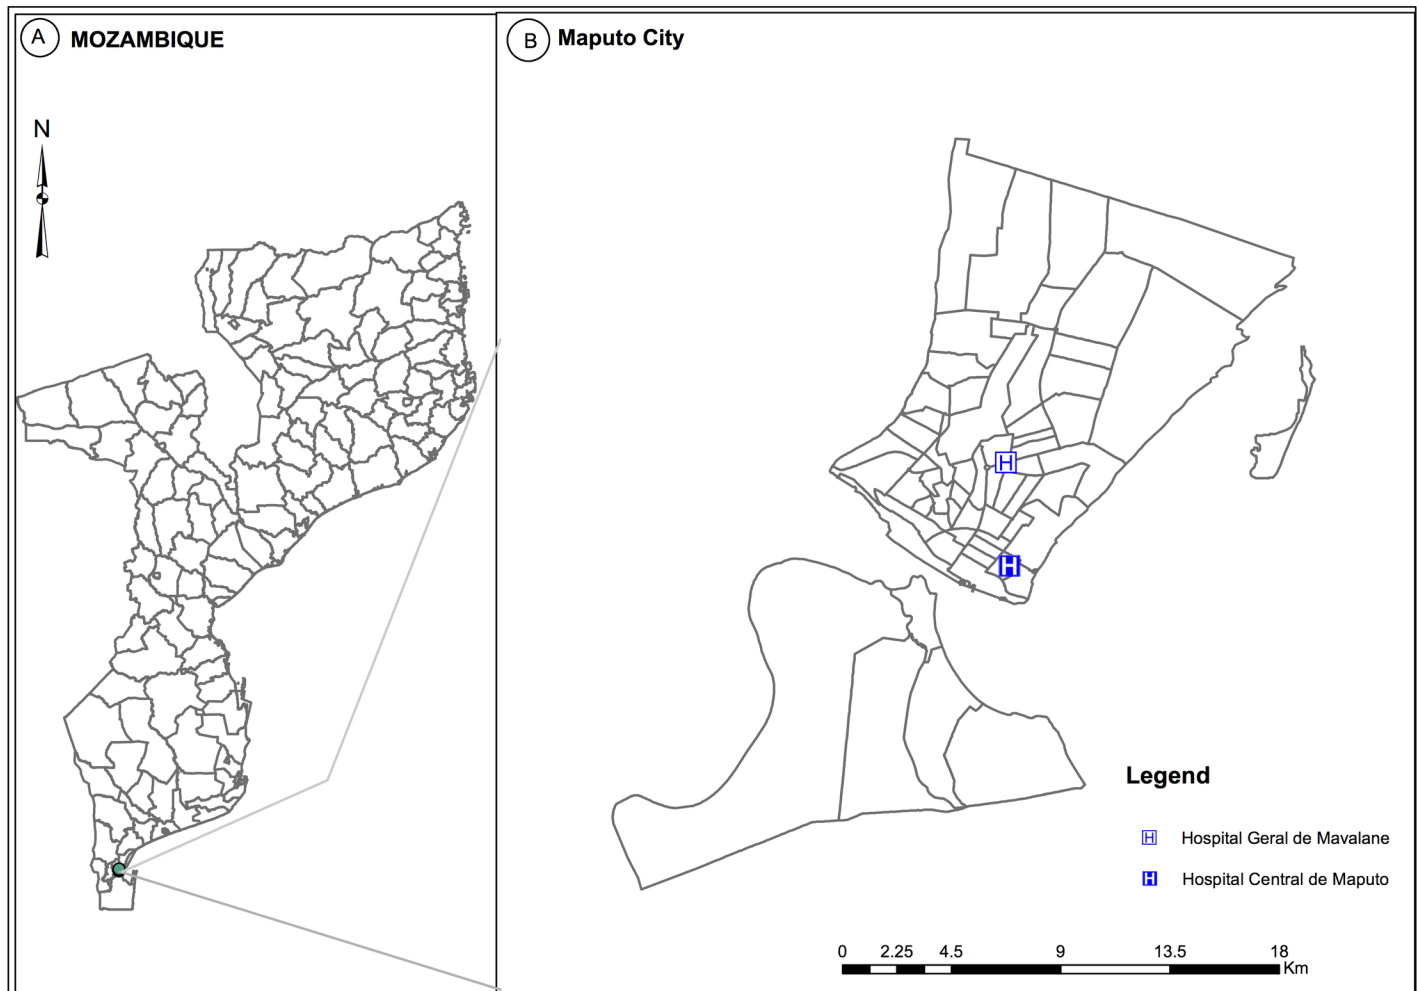 A MOZAMBIQUE
N
B Maputo City
H
H
Legend
H Hospital Geral de Mavalane
H Hospital Central de Maputo
0 2.25 4.5 9 13.5 18
Km